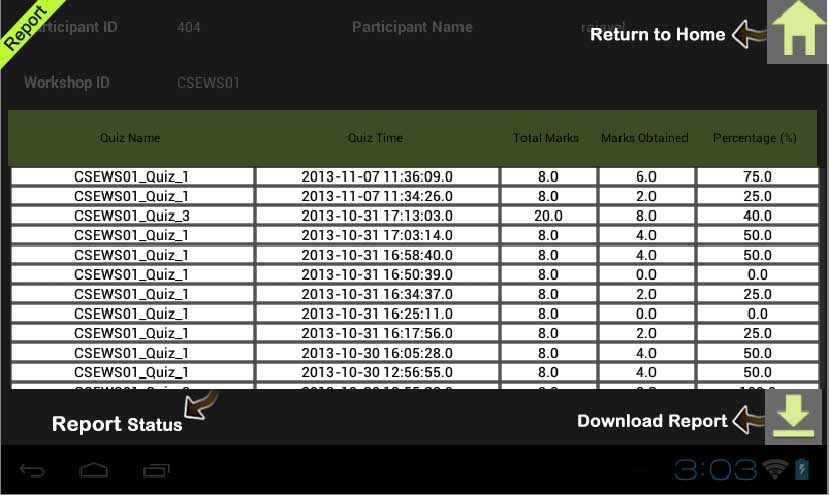 Report
Participant ID 404 Participant Name rajavel
Return to Home
Workshop ID CSEWS01
Quiz Name Quiz Time Total Marks Marks Obtained Percentage (%)
CSEWS01_Quiz_1 2013-11-07 11:36:09.0 8.0 6.0 75.0
CSEWS01_Quiz_1 2013-11-07 11:34:26.0 8.0 2.0 25.0
CSEWS01_Quiz_3 2013-10-31 17:13:03.0 20.0 8.0 40.0
CSEWS01_Quiz_1 2013-10-31 17:03:14.0 8.0 4.0 50.0
CSEWS01_Quiz_1 2013-10-31 16:58:40.0 8.0 4.0 50.0
CSEWS01_Quiz_1 2013-10-31 16:50:39.0 8.0 0.0 0.0
CSEWS01_Quiz_1 2013-10-31 16:34:37.0 8.0 2.0 25.0
CSEWS01_Quiz_1 2013-10-31 16:25:11.0 8.0 0.0 0.0
CSEWS01_Quiz_1 2013-10-31 16:17:56.0 8.0 2.0 25.0
CSEWS01_Quiz_1 2013-10-30 16:05:28.0 8.0 4.0 50.0
CSEWS01_Quiz_1 2013-10-30 12:56:55.0 8.0 4.0 50.0
Report Status
Download Report
3:03